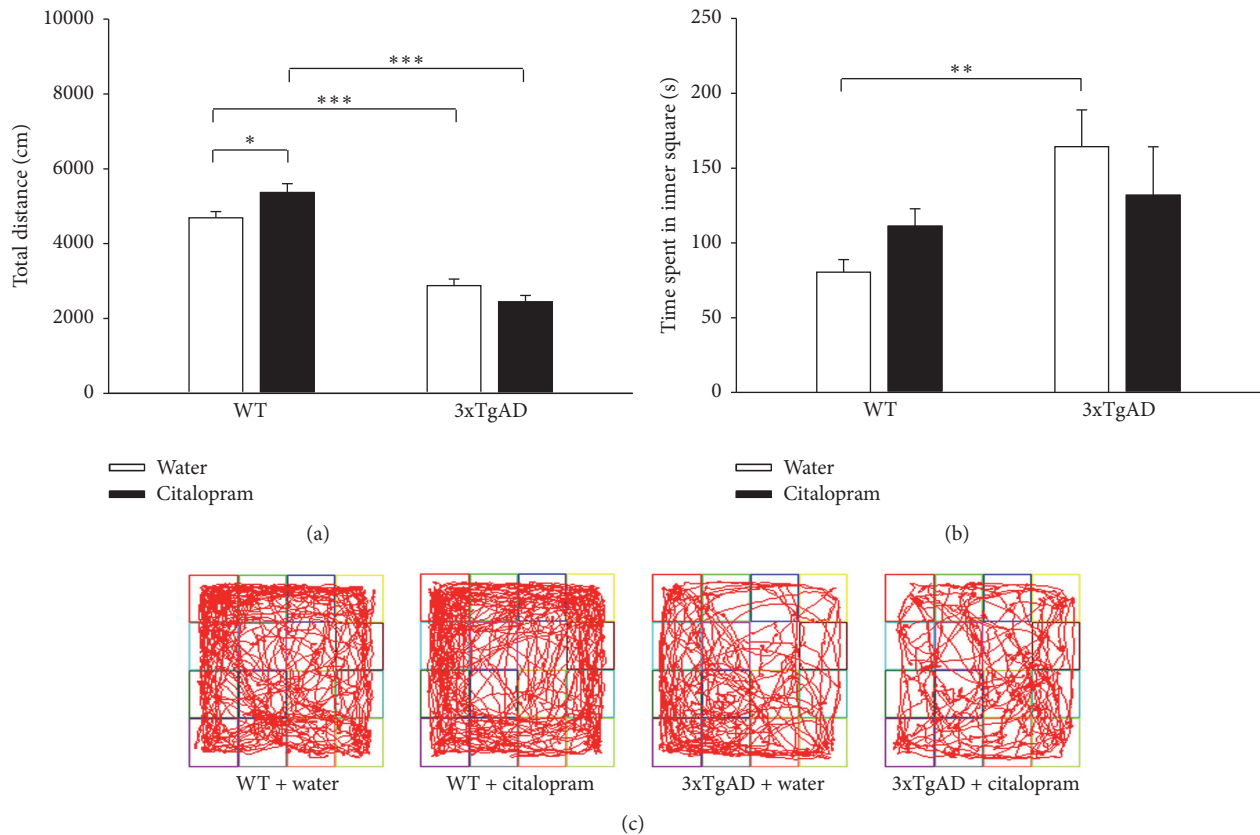 10000
8000
6000
4000
2000
0
Total distance (cm)
***
***
*
WT
3xTgAD
Water
Citalopram
(a)
250
200
150
100
50
0
Time spent in inner square (s)
**
WT
3xTgAD
Water
Citalopram
(b)
WT + water
WT + citalopram
3xTgAD + water
3xTgAD + citalopram
(c)